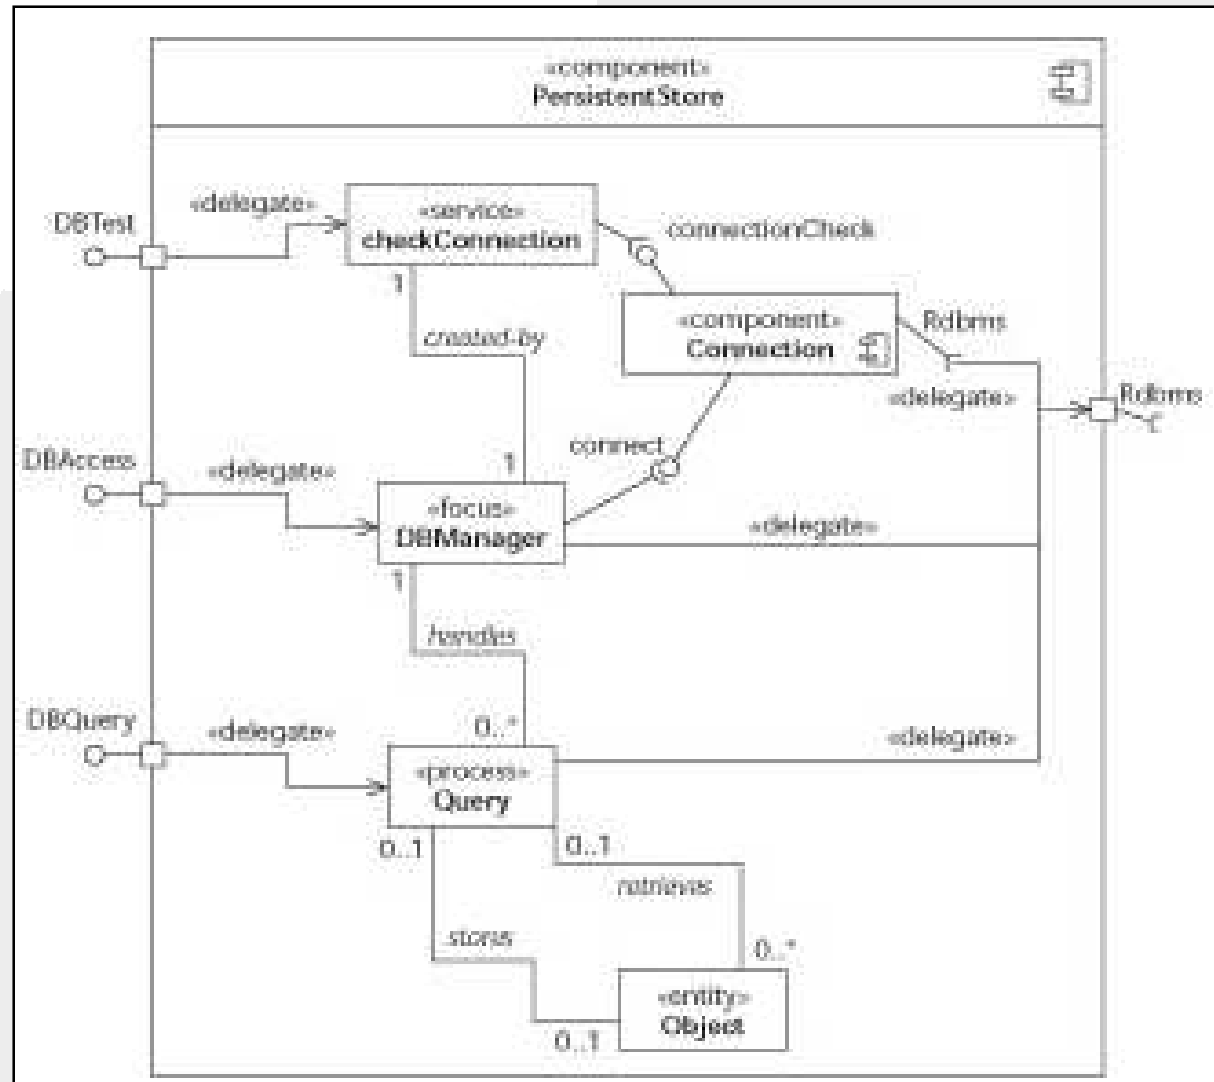 «component»
PersistentStore
DBTest
«delegate»
«service»
checkConnection
connectionCheck
1
created-by
«component»
Connection
Rdbms
«delegate»
Rdbms
connect
1
DBAccess
«delegate»
«focus»
DBManager
«delegate»
1
handles
DBQuery
«delegate»
0..*
«delegate»
«process»
Query
0..1
0..1
retrieves
stores
0..*
«entity»
Object
0..1